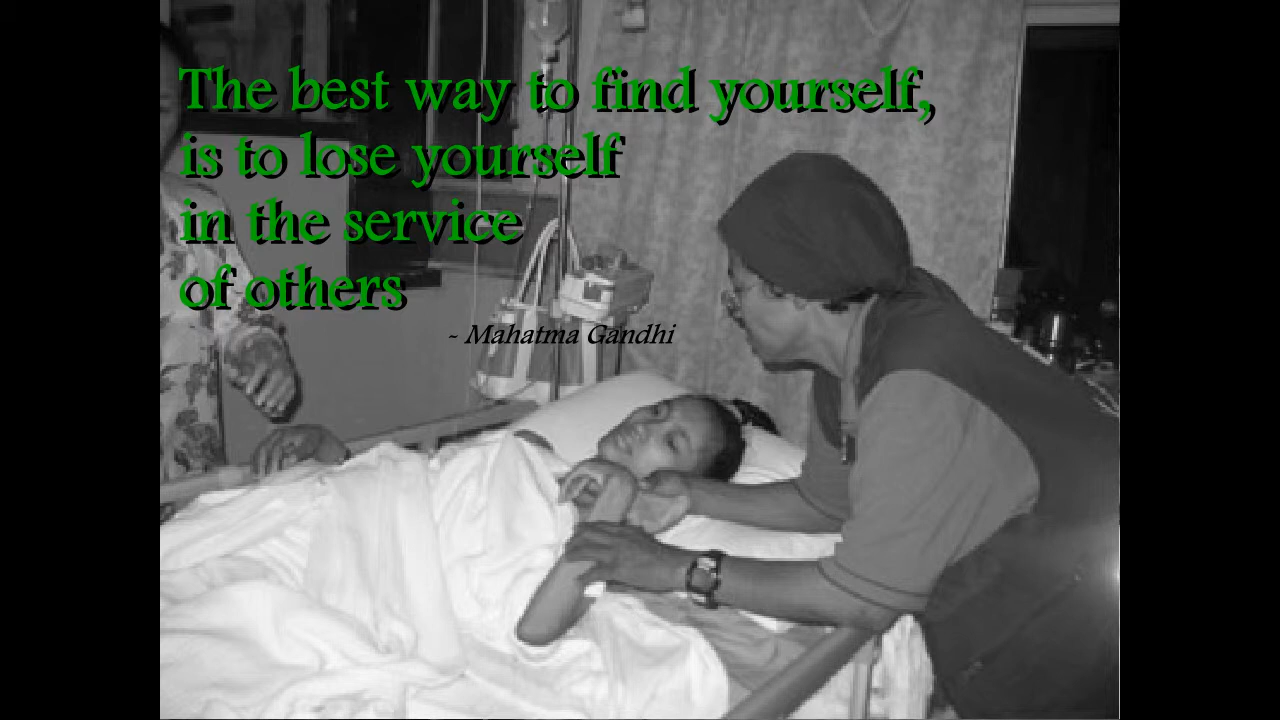 The best way to find yourself,
is to lose yourself
in the service
of others
- Mahatma Gandhi